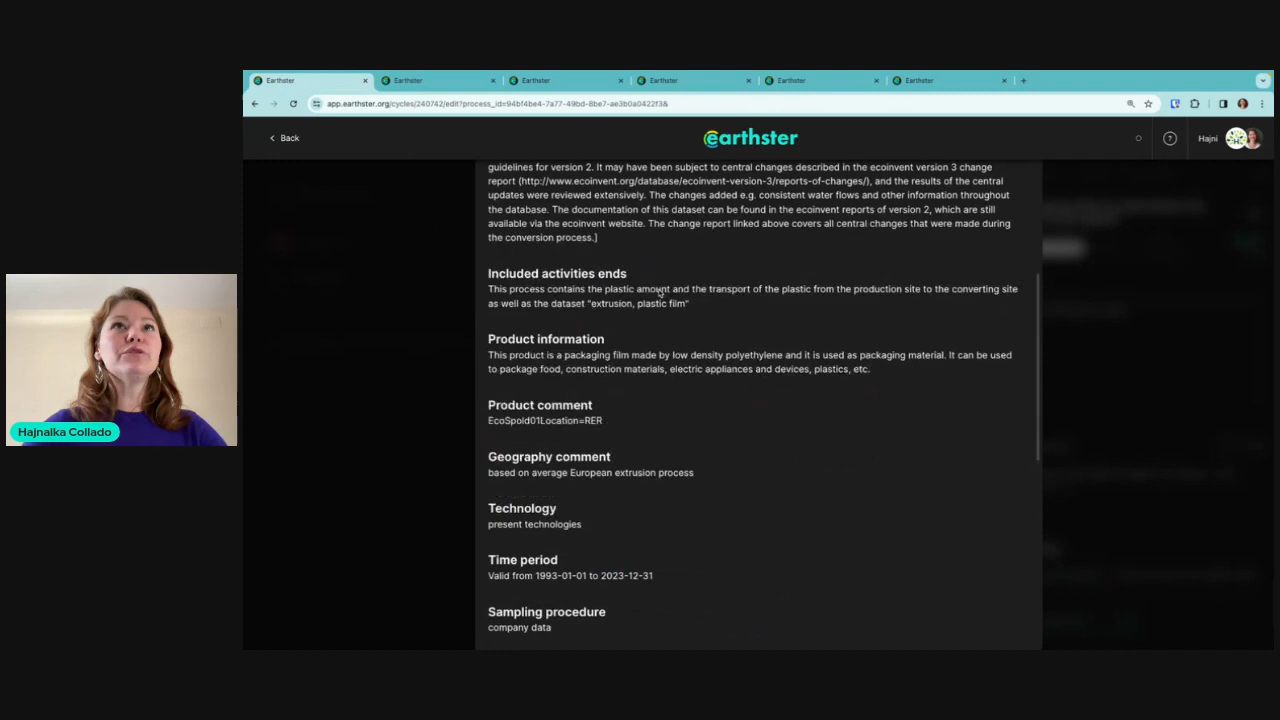 Earthster
Earthster
Earthster
Earthster
Earthster
Earthster
app.earthster.org/cycles/240742/edit?process_id=94bf4be4-7a77-49bd-8be7-ae3b0a0422f3&
Back
earthster
Hajni
guidelines for version 2. It may have been subject to central changes described in the ecoinvent version 3 change
report (http://www.ecoinvent.org/database/ecoinvent-version-3/reports-of-changes/), and the results of the central
updates were reviewed extensively. The changes added e.g. consistent water flows and other information throughout
the database. The documentation of this dataset can be found in the ecoinvent reports of version 2, which are still
available via the ecoinvent website. The change report linked above covers all central changes that were made during
the conversion process.]
Included activities ends
This process contains the plastic amount and the transport of the plastic from the production site to the converting site
as well as the dataset "extrusion, plastic film"
Product information
This product is a packaging film made by low density polyethylene and it is used as packaging material. It can be used
to package food, construction materials, electric appliances and devices, plastics, etc.
Product comment
EcoSpold01Location=RER
Geography comment
based on average European extrusion process
Technology
present technologies
Time period
Valid from 1993-01-01 to 2023-12-31
Sampling procedure
company data
Hajnalka Collado